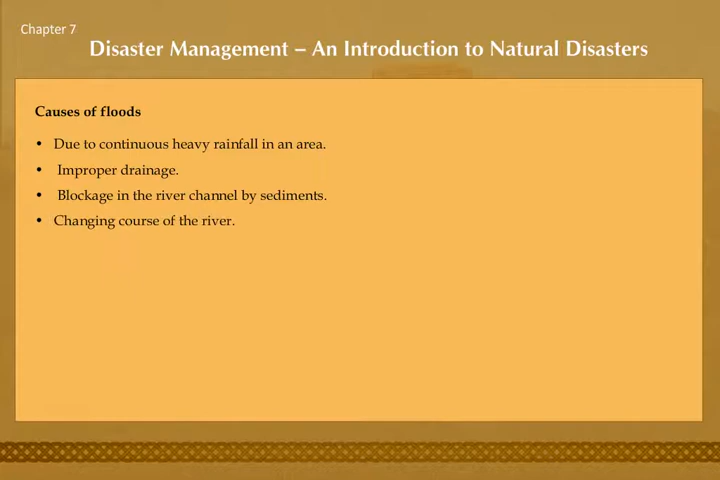 Chapter 7
Disaster Management – An Introduction to Natural Disasters
Causes of floods
• Due to continuous heavy rainfall in an area.
• Improper drainage.
• Blockage in the river channel by sediments.
• Changing course of the river.